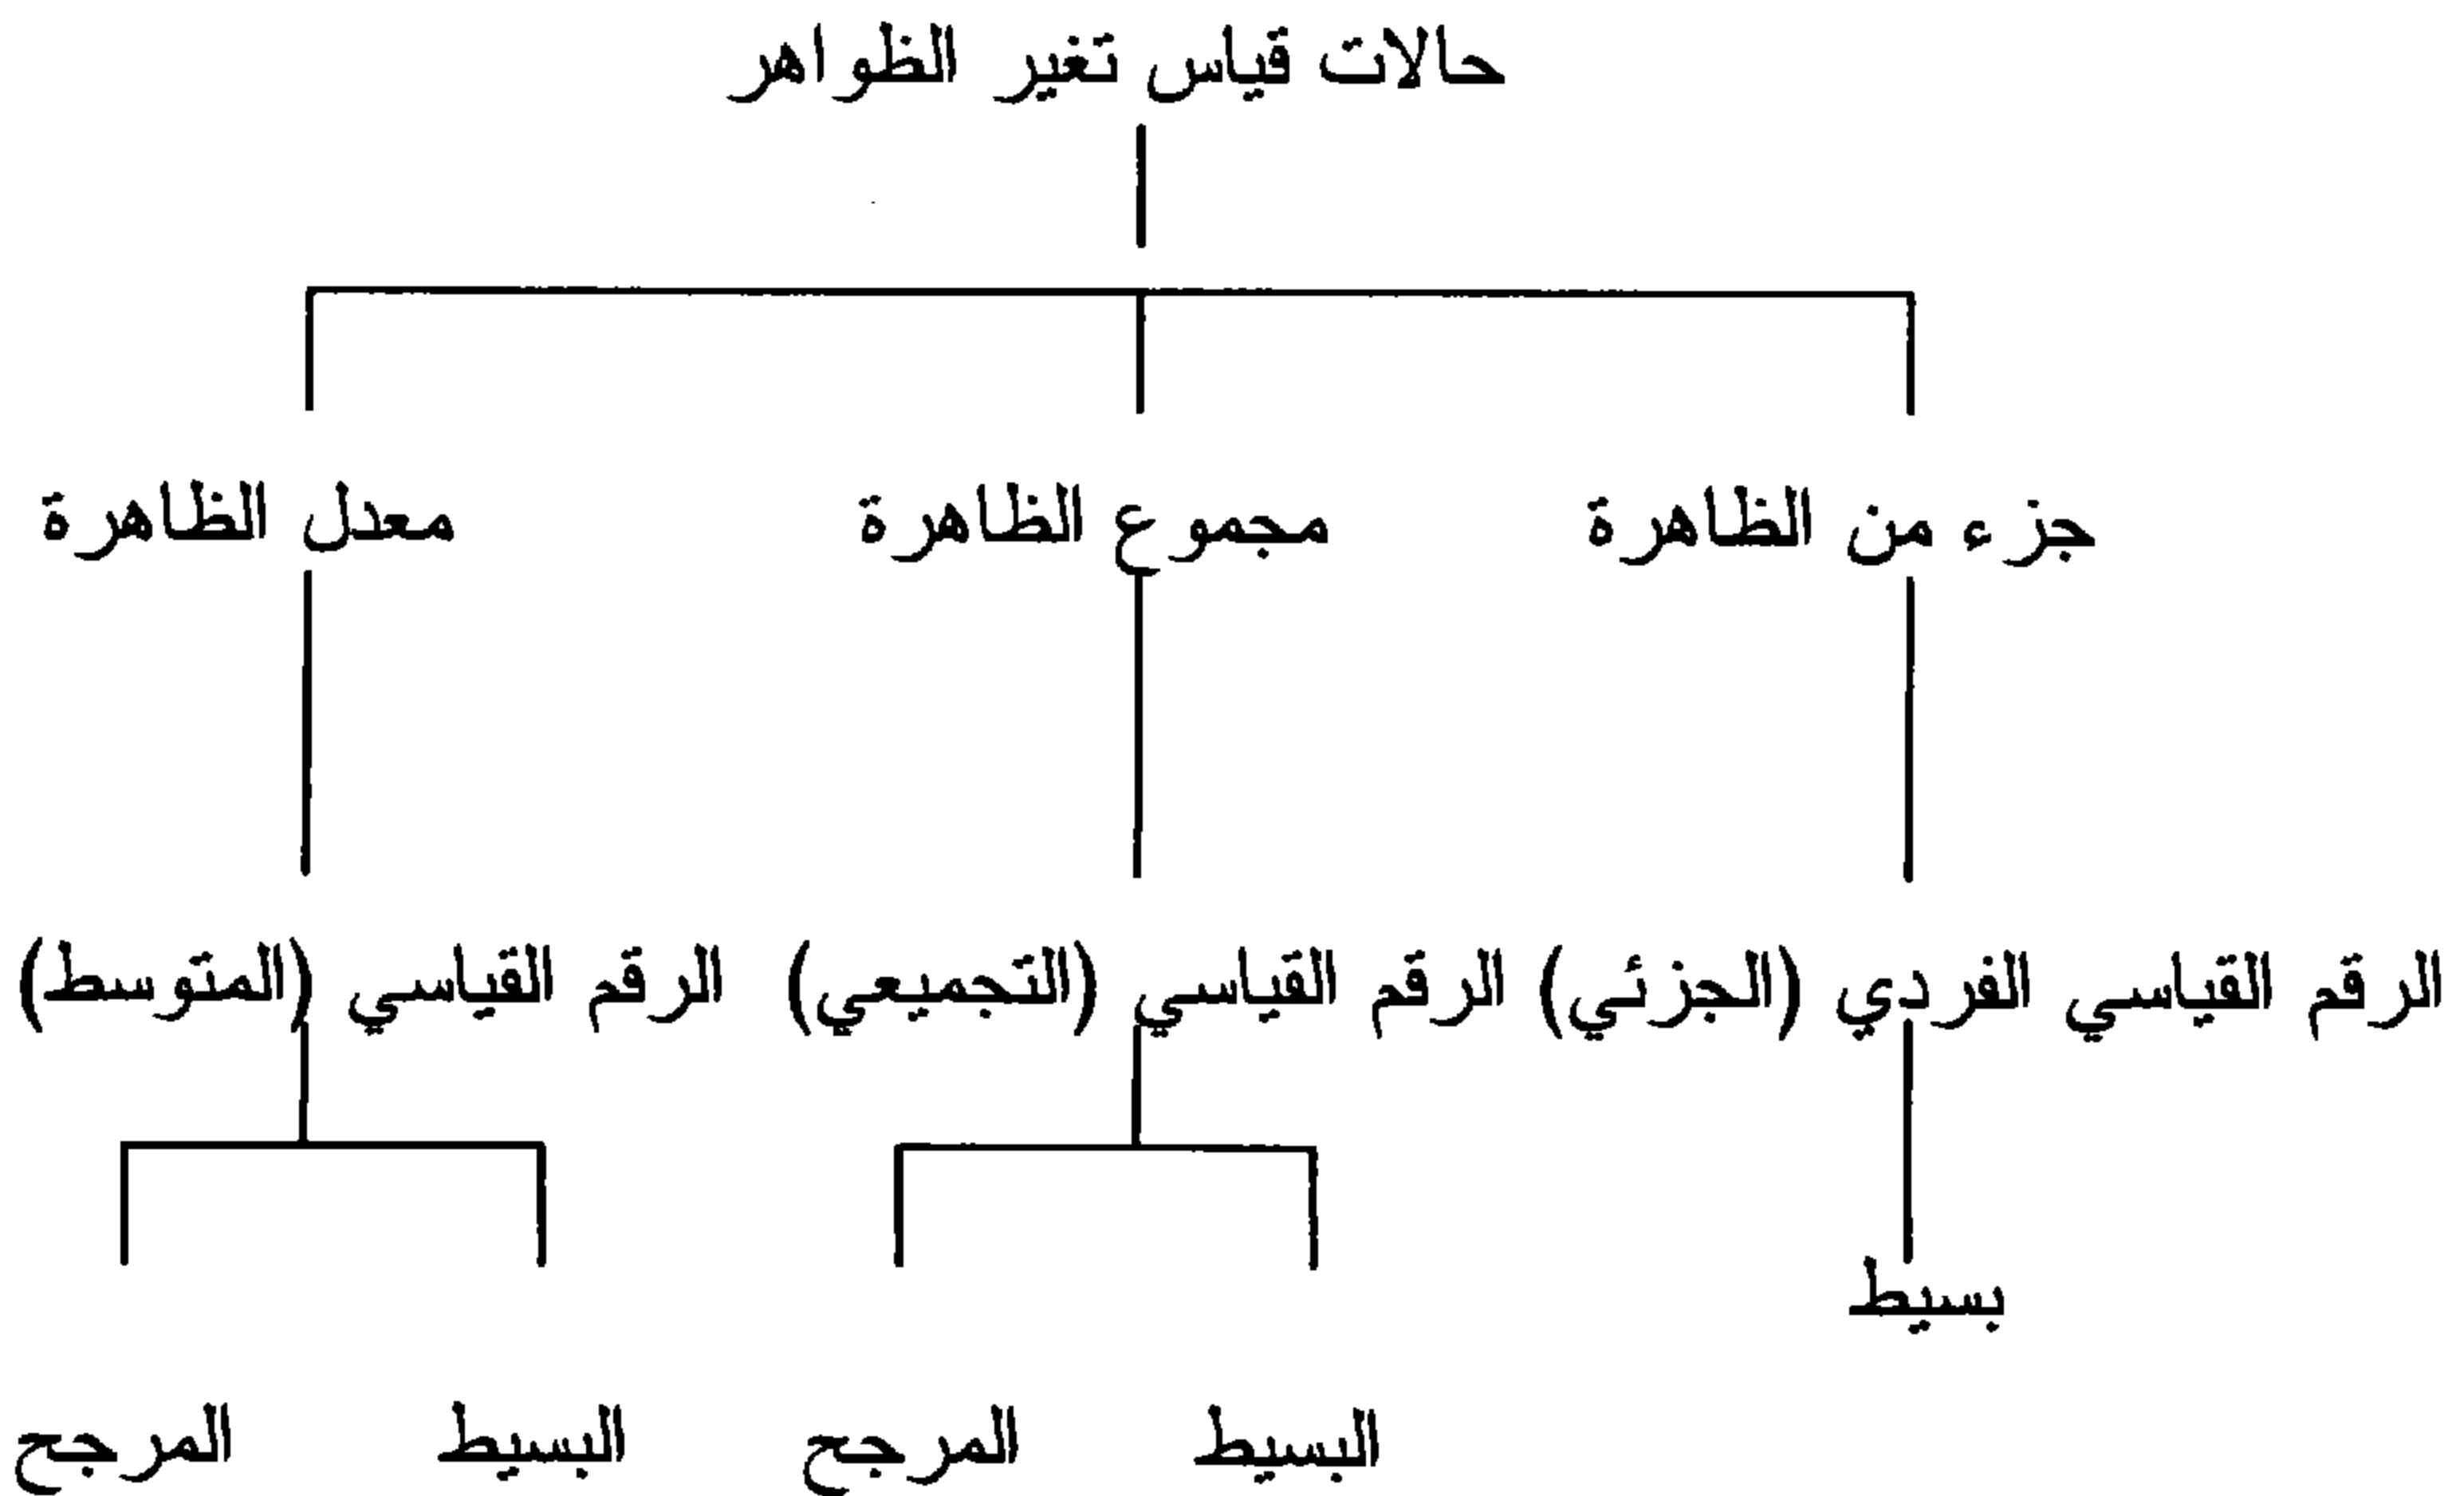 حالات قياس تغير الظواهر
جزء من الظاهرة مجموع الظاهرة معدل الظاهرة
الرقم القياسي الفردي (الجزئي) الرقم القياسي (التجميعي) الرقم القياسي (المتوسط)
بسيط
البسيط المرجح البسيط المرجح